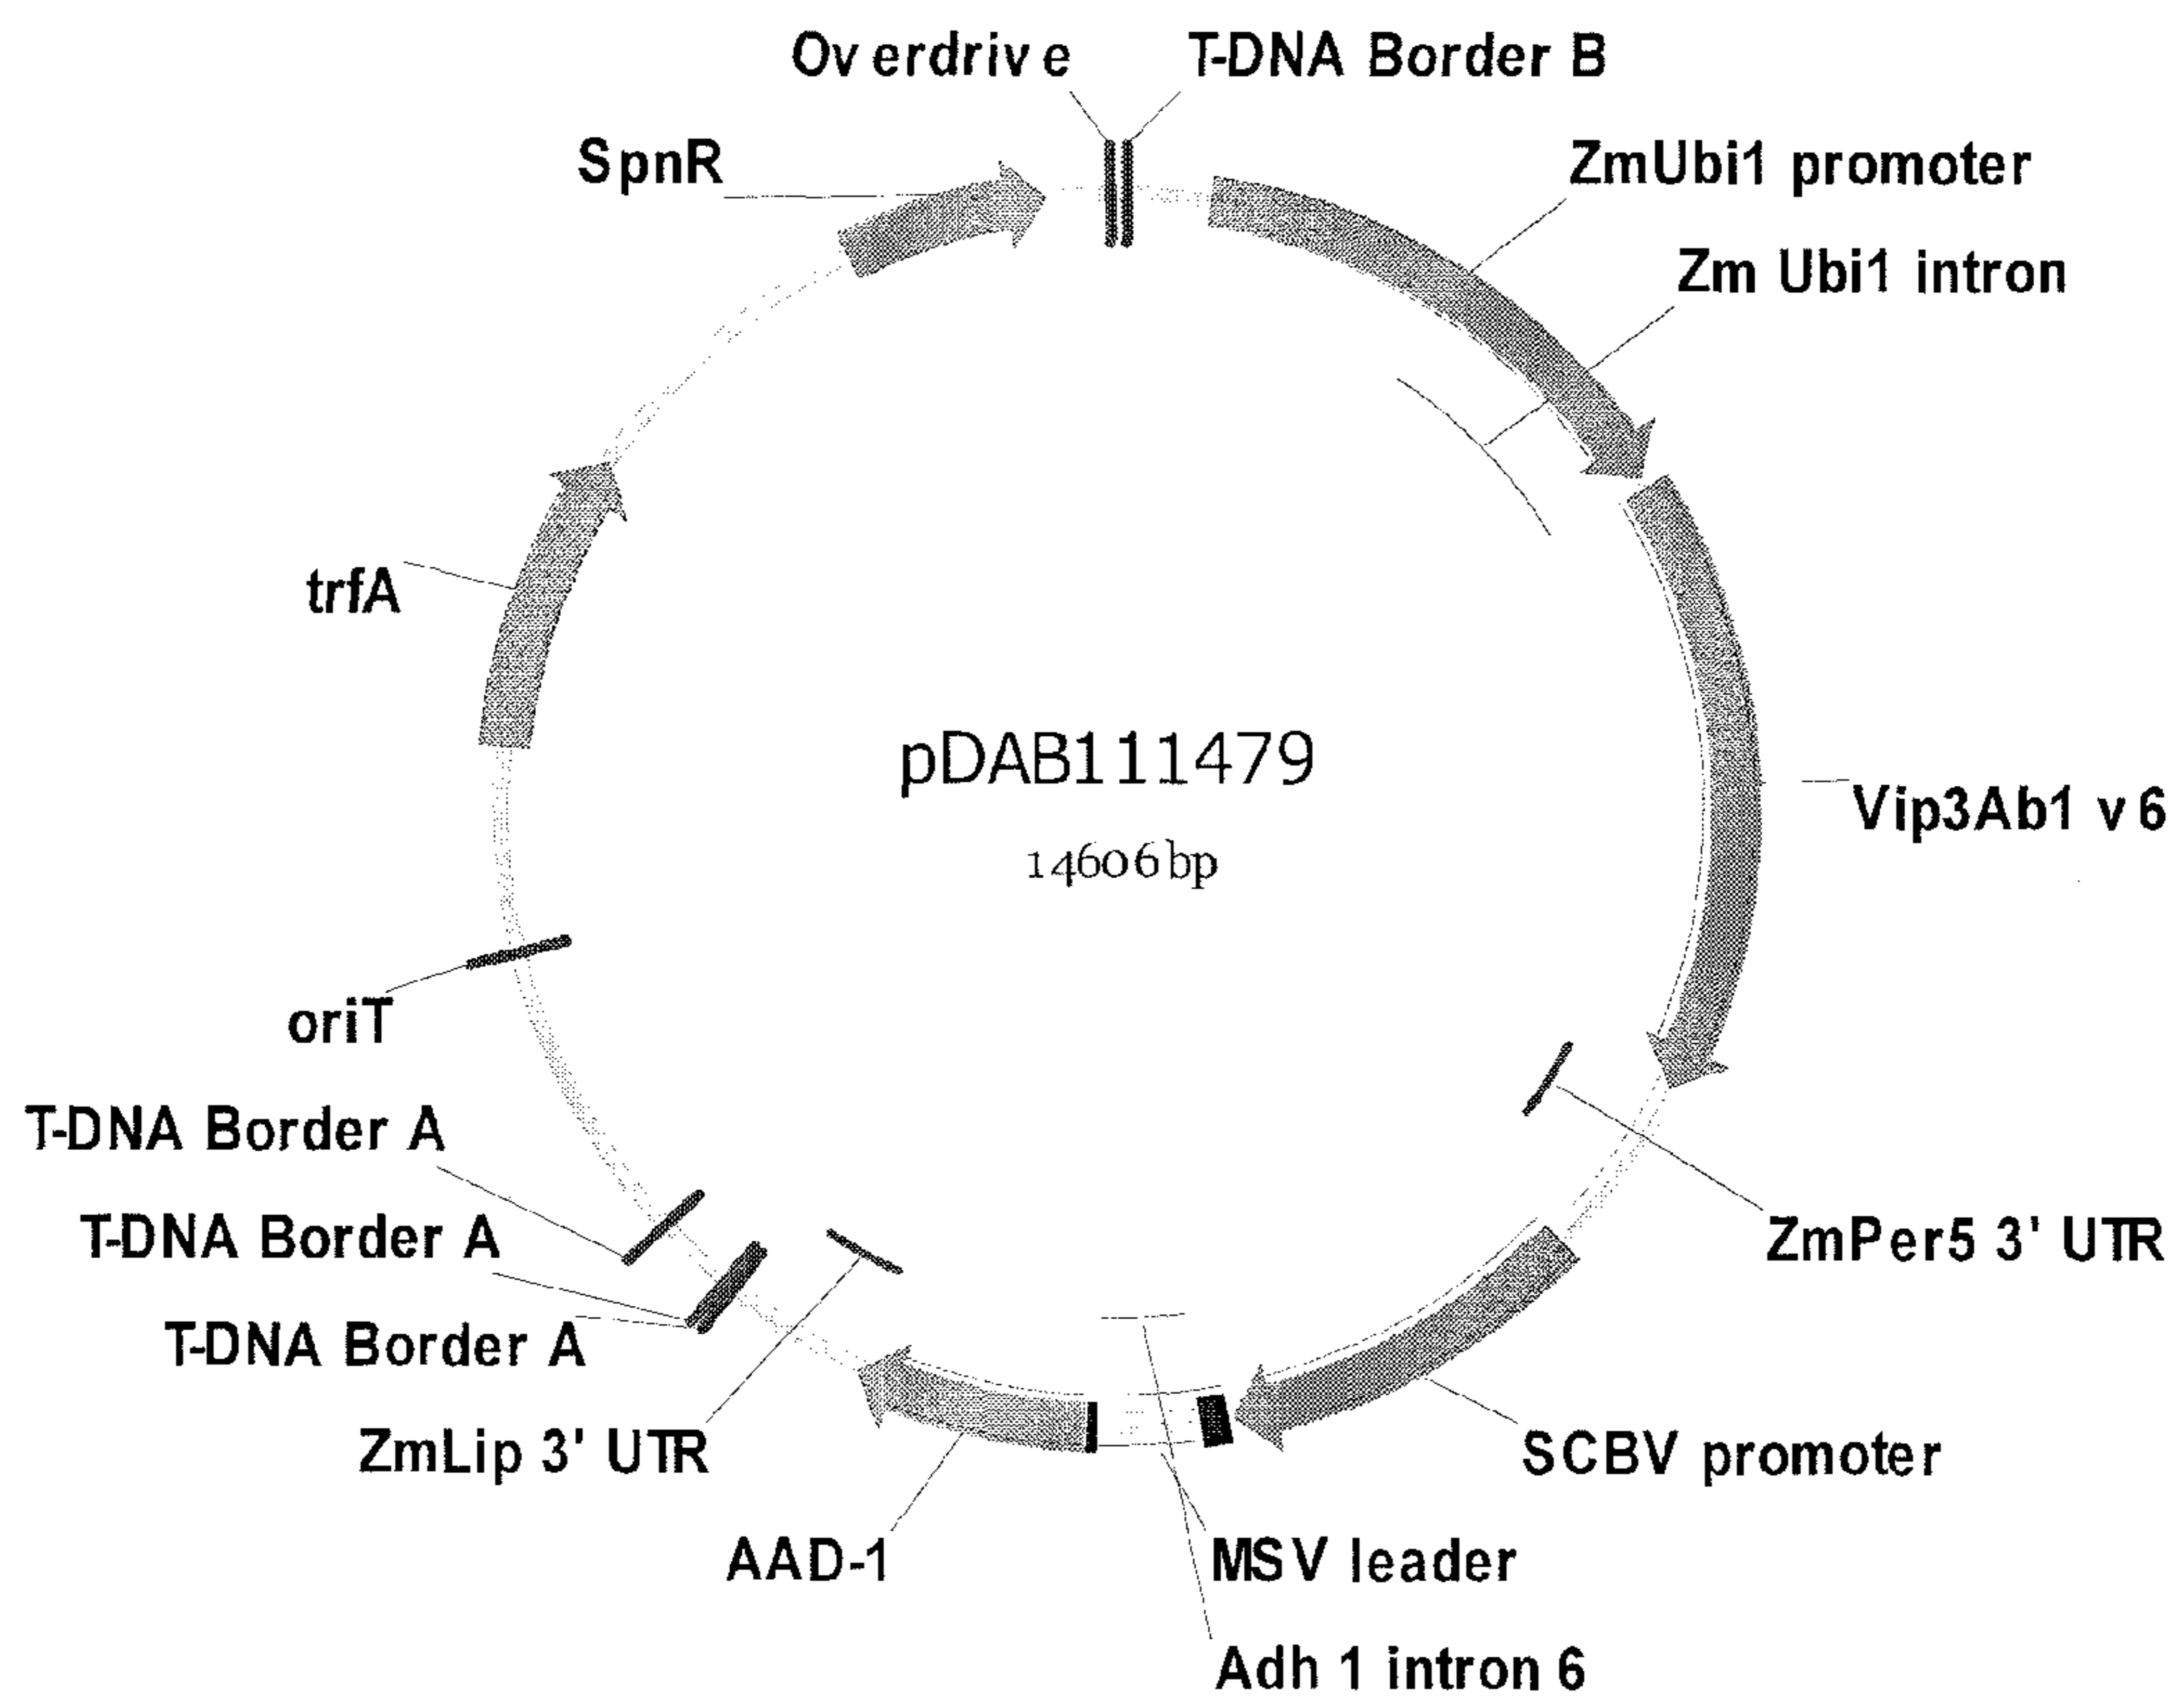 Overdrive
T-DNA Border B
SpnR
ZmUbi1 promoter
Zm Ubi1 intron
trfA
pDAB111479
14606 bp
Vip3Ab1 v6
oriT
T-DNA Border A
T-DNA Border A
ZmPer5 3' UTR
T-DNA Border A
ZmLip 3' UTR
SCBV promoter
AAD-1
MSV leader
Adh 1 intron 6